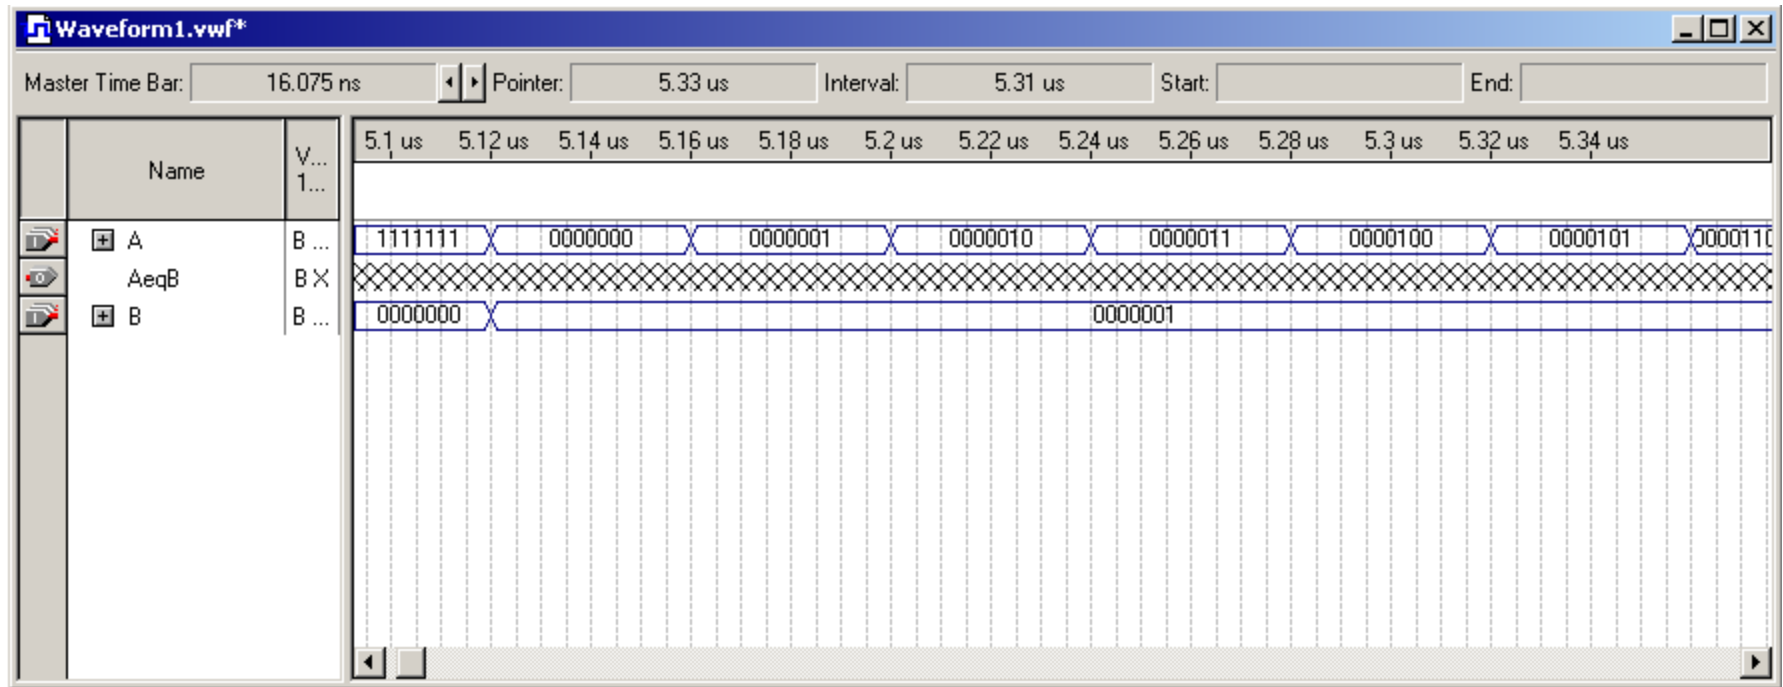 Waveform1.vwf*
Master Time Bar: 16.075 ns Pointer: 5.33 us Interval: 5.31 us Start: End:
Name V... 1... 5.1 us 5.12 us 5.14 us 5.16 us 5.18 us 5.2 us 5.22 us 5.24 us 5.26 us 5.28 us 5.3 us 5.32 us 5.34 us
A B ... 1111111 0000000 0000001 0000010 0000011 0000100 0000101 0000110
AeqB B X
B B ... 0000000 0000001